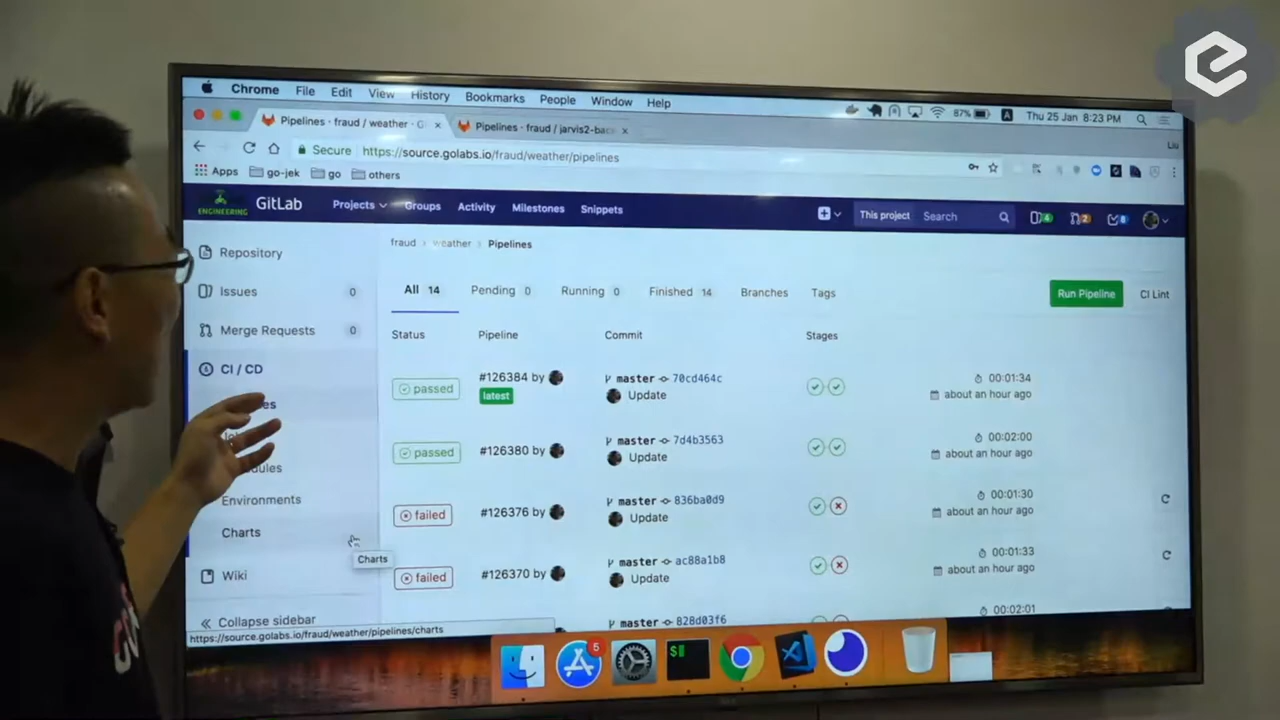 Chrome File Edit View History Bookmarks People Window Help 87% A Thu 25 Jan 8:23 PM
Pipelines · fraud / weather · G × Pipelines · fraud / jarvis2-bac × Liu
Secure https://source.golabs.io/fraud/weather/pipelines
Apps go-jek go others
ENGINEERING GitLab Projects Groups Activity Milestones Snippets This project Search 4 2 8
fraud › weather › Pipelines
Repository
Issues 0
Merge Requests 0
CI / CD
Environments
Charts
Charts
Wiki
Collapse sidebar
https://source.golabs.io/fraud/weather/pipelines/charts
All 14 Pending 0 Running 0 Finished 14 Branches Tags Run Pipeline CI Lint
Status Pipeline Commit Stages
passed #126384 by master 70cd464c 00:01:34
latest Update about an hour ago
passed #126380 by master 7d4b3563 00:02:00
Update about an hour ago
failed #126376 by master 836ba0d9 00:01:30
Update about an hour ago
failed #126370 by master ac88a1b8 00:01:33
Update about an hour ago
master 828d03f6 00:02:01
5
$